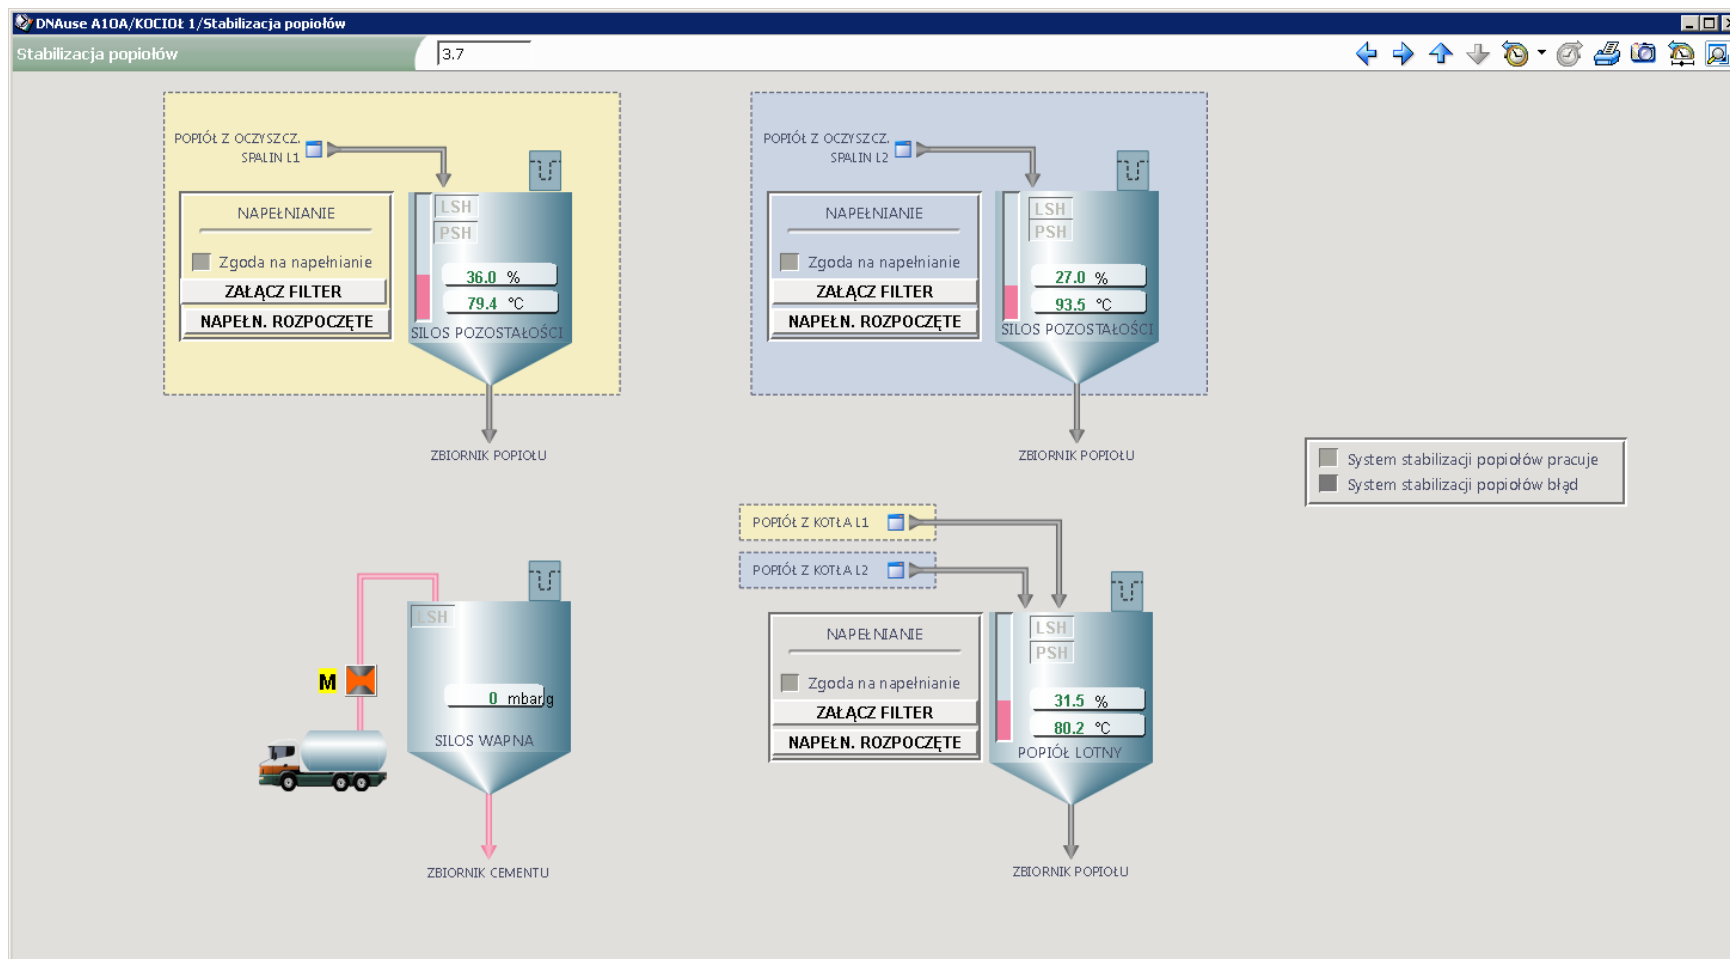 DNAuse A10A/KOCIOŁ 1/Stabilizacja popiołów
Stabilizacja popiołów
3.7
POPIÓŁ Z OCZYSZCZ.
SPALIN L1
NAPEŁNIANIE
Zgoda na napełnianie
ZAŁĄCZ FILTER
NAPEŁN. ROZPOCZĘTE
LSH
PSH
36.0 %
79.4 °C
SILOS POZOSTAŁOŚCI
ZBIORNIK POPIOŁU
POPIÓŁ Z OCZYSZCZ.
SPALIN L2
NAPEŁNIANIE
Zgoda na napełnianie
ZAŁĄCZ FILTER
NAPEŁN. ROZPOCZĘTE
LSH
PSH
27.0 %
93.5 °C
SILOS POZOSTAŁOŚCI
ZBIORNIK POPIOŁU
System stabilizacji popiołów pracuje
System stabilizacji popiołów błąd
LSH
M
0 mbar.g
SILOS WAPNA
ZBIORNIK CEMENTU
POPIÓŁ Z KOTŁA L1
POPIÓŁ Z KOTŁA L2
NAPEŁNIANIE
Zgoda na napełnianie
ZAŁĄCZ FILTER
NAPEŁN. ROZPOCZĘTE
LSH
PSH
31.5 %
80.2 °C
POPIÓŁ LOTNY
ZBIORNIK POPIOŁU